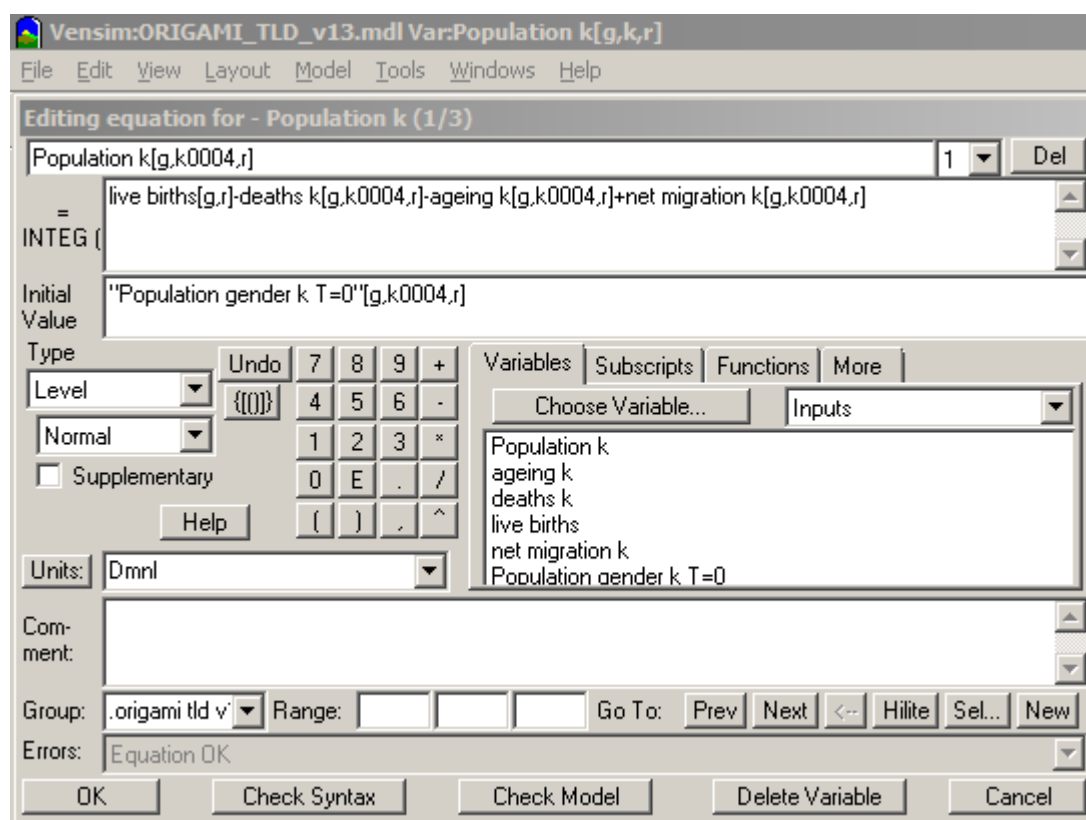 Vensim:ORIGAMI_TLD_v13.mdl Var:Population k[g,k,r]
File Edit View Layout Model Tools Windows Help
Editing equation for - Population k (1/3)
Population k[g,k0004,r] 1 Del
= INTEG (
live births[g,r]-deaths k[g,k0004,r]-ageing k[g,k0004,r]+net migration k[g,k0004,r]
Initial Value
"Population gender k T=0"[g,k0004,r]
Type
Level
Normal
Supplementary
Help
Undo 7 8 9 +
{[()]} 4 5 6 -
1 2 3 *
0 E . /
( ) , ^
Variables Subscripts Functions More
Choose Variable... Inputs
Population k
ageing k
deaths k
live births
net migration k
Population gender k T=0
Units: Dmnl
Com-
ment:
Group: .origami tld v Range: Go To: Prev Next <-- Hilite Sel... New
Errors: Equation OK
OK Check Syntax Check Model Delete Variable Cancel